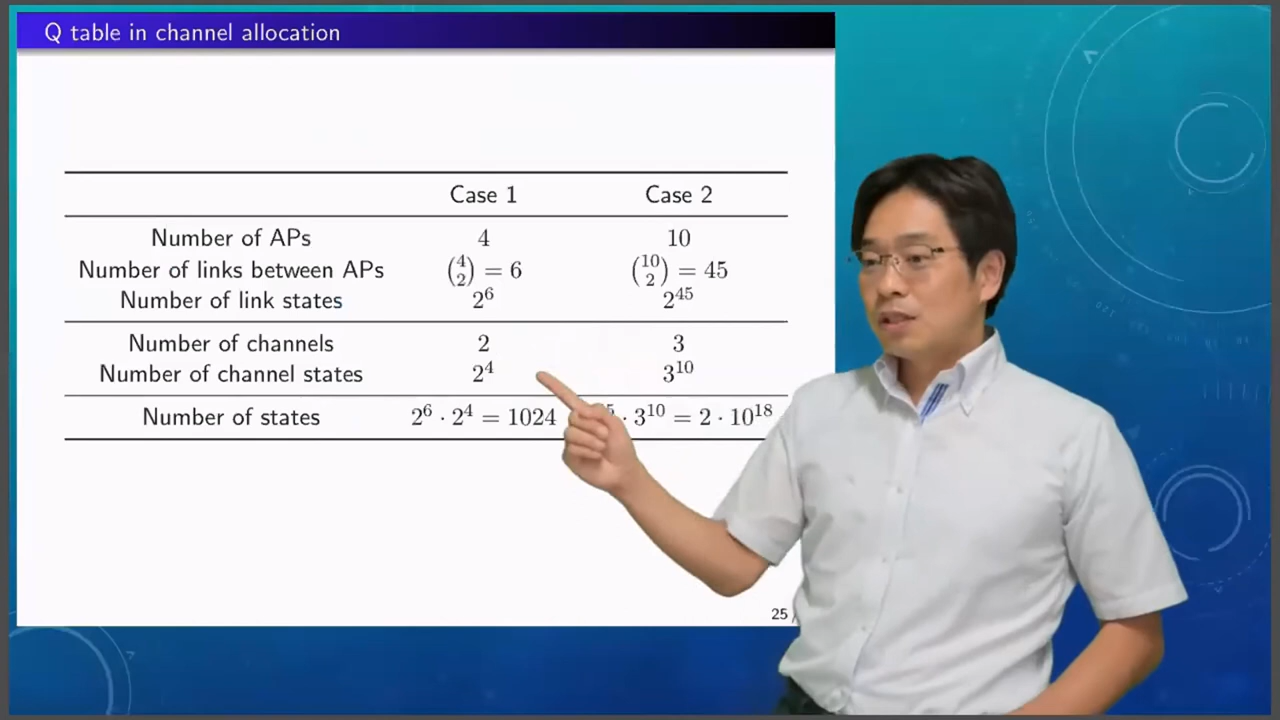 Q table in channel allocation
Case 1 Case 2
Number of APs 4 10
Number of links between APs (4 2) = 6 (10 2) = 45
Number of link states 2^6 2^45
Number of channels 2 3
Number of channel states 2^4 3^10
Number of states 2^6 · 2^4 = 1024 · 3^10 = 2 · 10^18
25 /